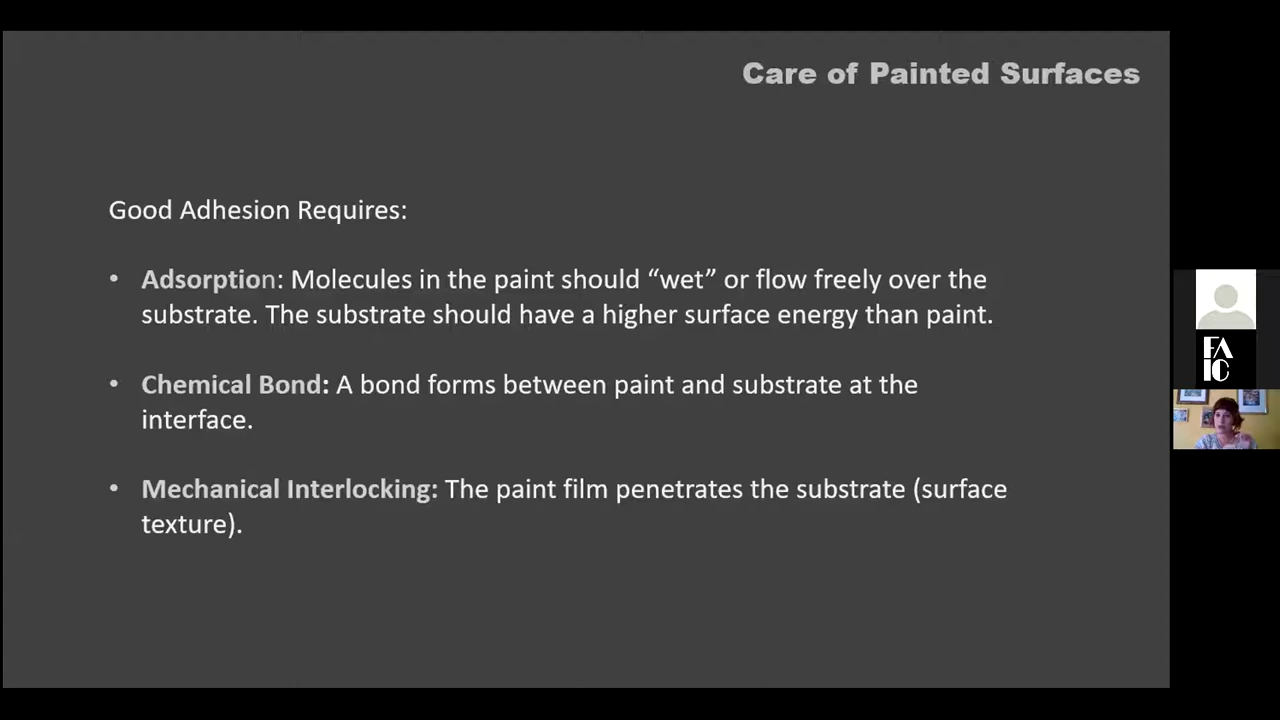 Care of Painted Surfaces
Good Adhesion Requires:
• Adsorption: Molecules in the paint should “wet” or flow freely over the
substrate. The substrate should have a higher surface energy than paint.
• Chemical Bond: A bond forms between paint and substrate at the
interface.
• Mechanical Interlocking: The paint film penetrates the substrate (surface
texture).
FA
IC